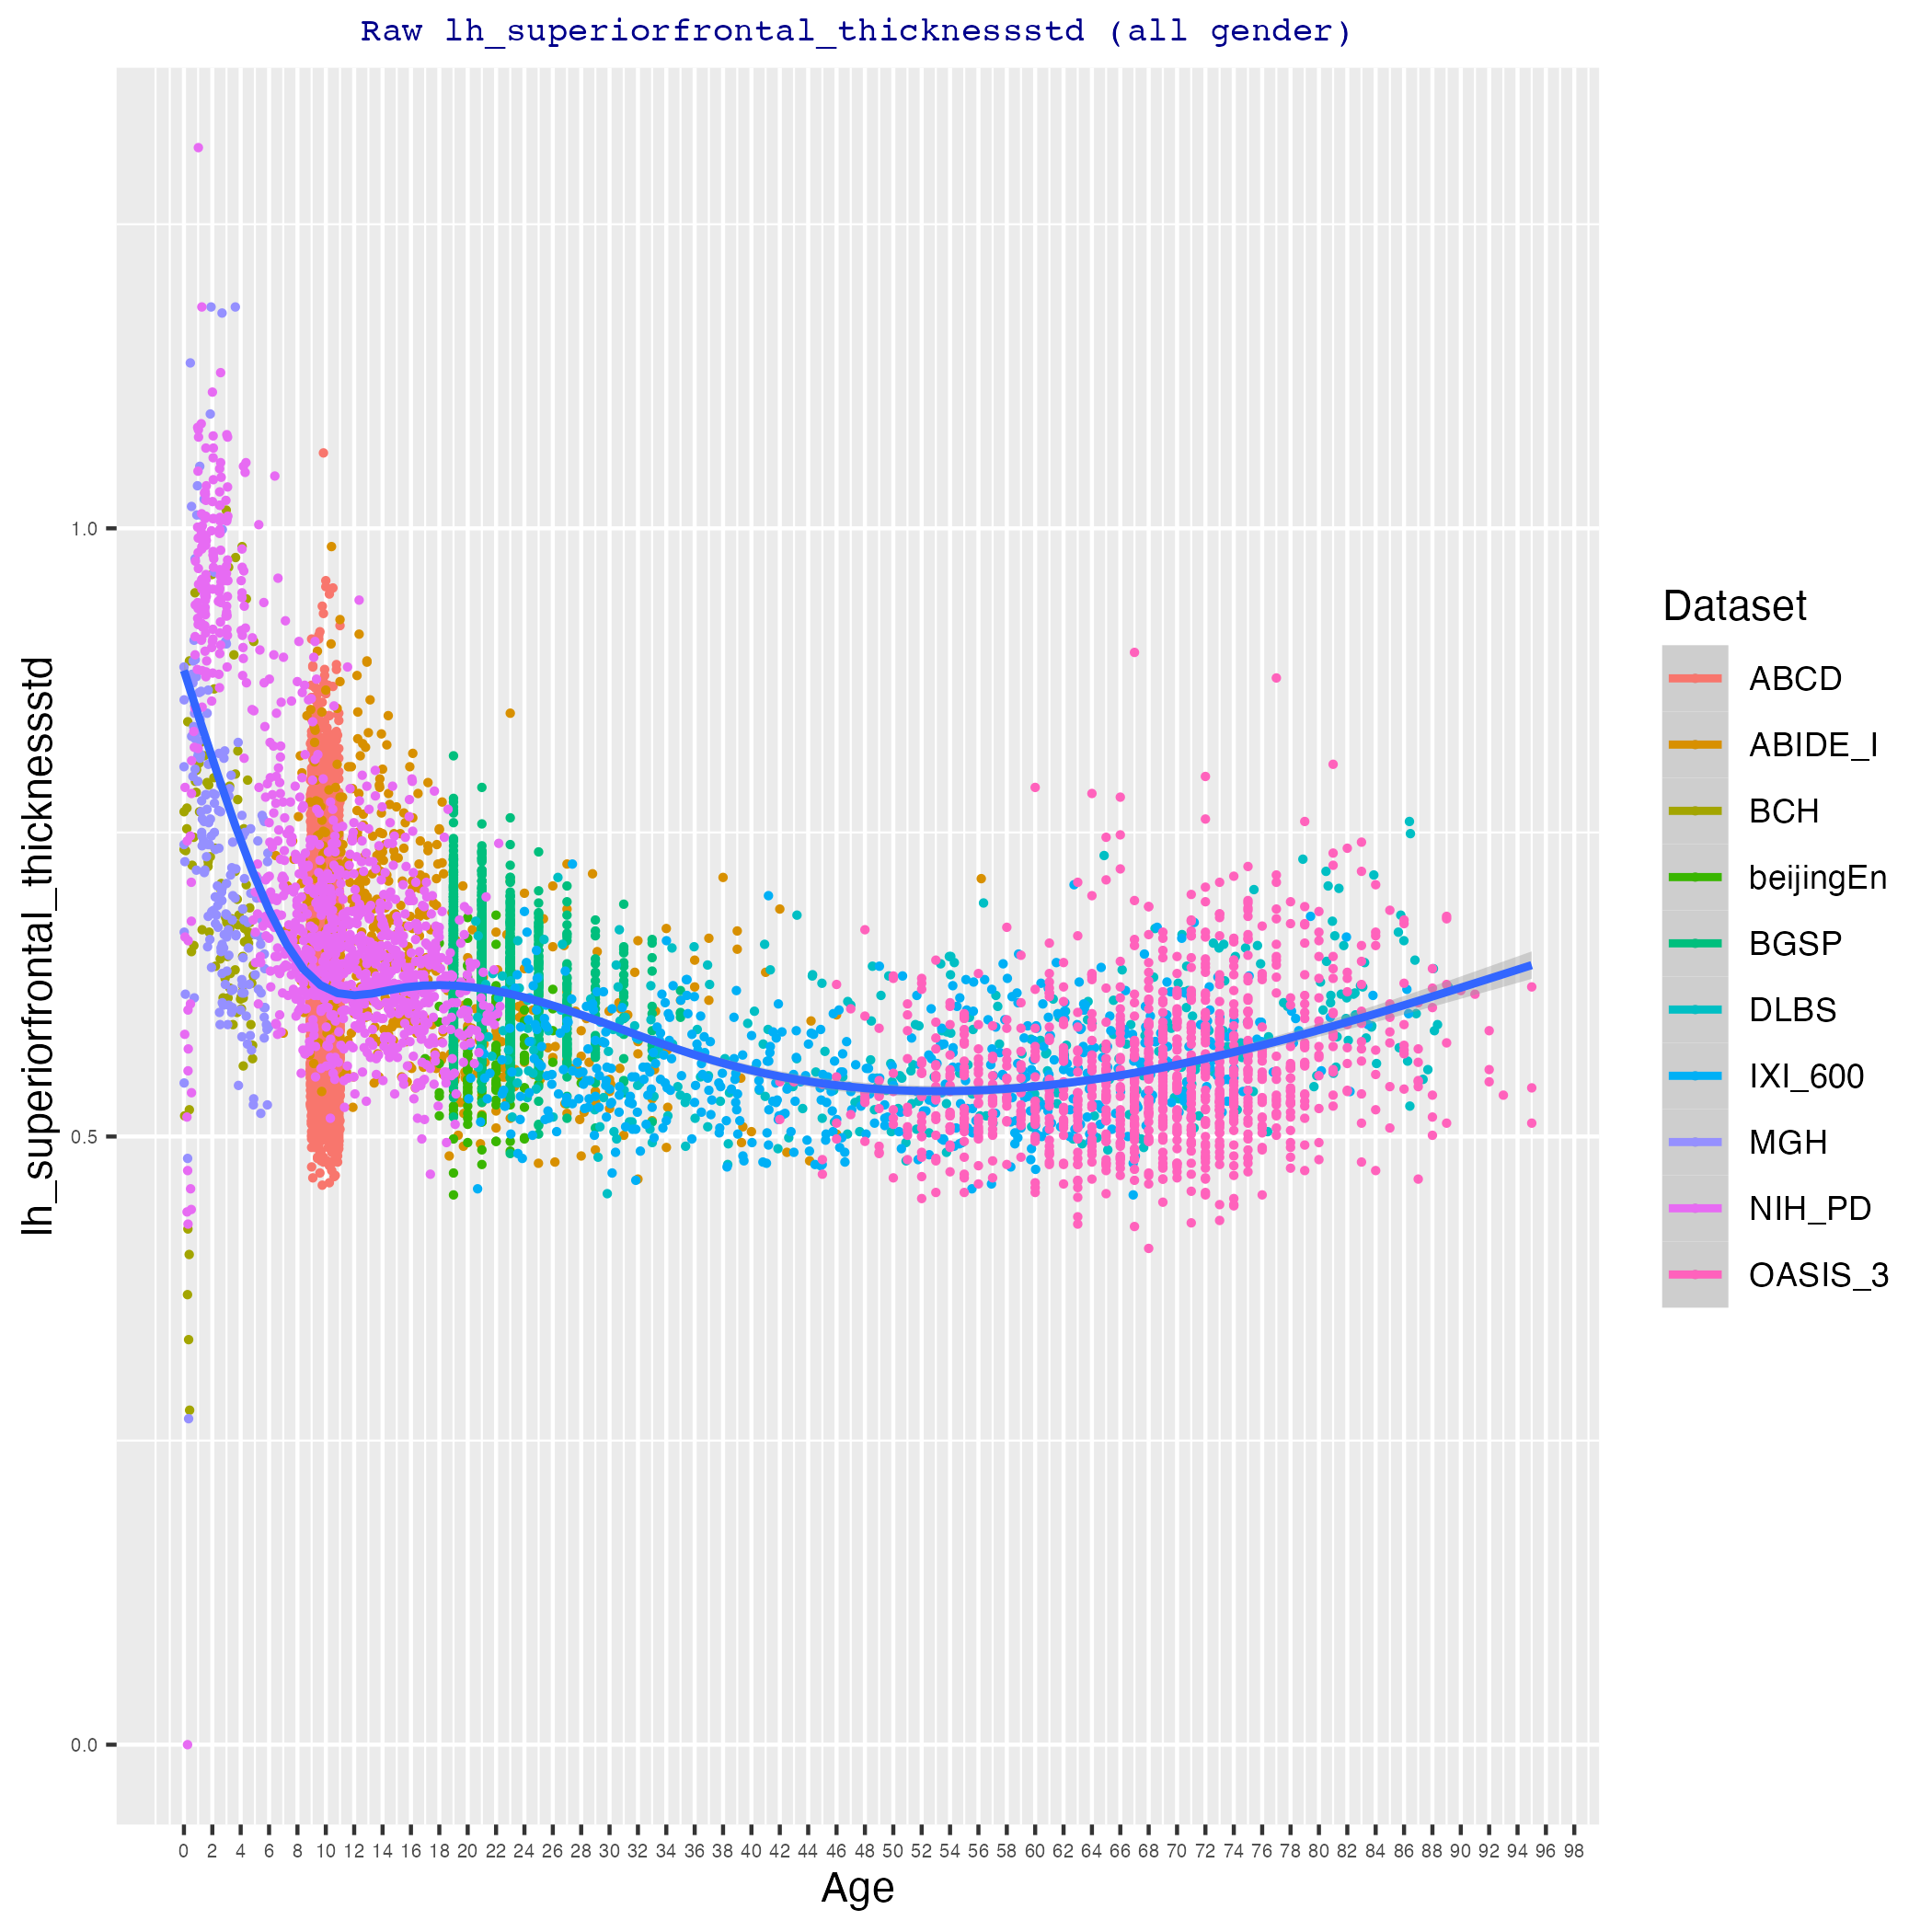 Raw lh_superiorfrontal_thicknessstd (all gender)
lh_superiorfrontal_thicknessstd
1.0
0.5
0.0
0 2 4 6 8 10 12 14 16 18 20 22 24 26 28 30 32 34 36 38 40 42 44 46 48 50 52 54 56 58 60 62 64 66 68 70 72 74 76 78 80 82 84 86 88 90 92 94 96 98
Age
Dataset
ABCD
ABIDE_I
BCH
beijingEn
BGSP
DLBS
IXI_600
MGH
NIH_PD
OASIS_3